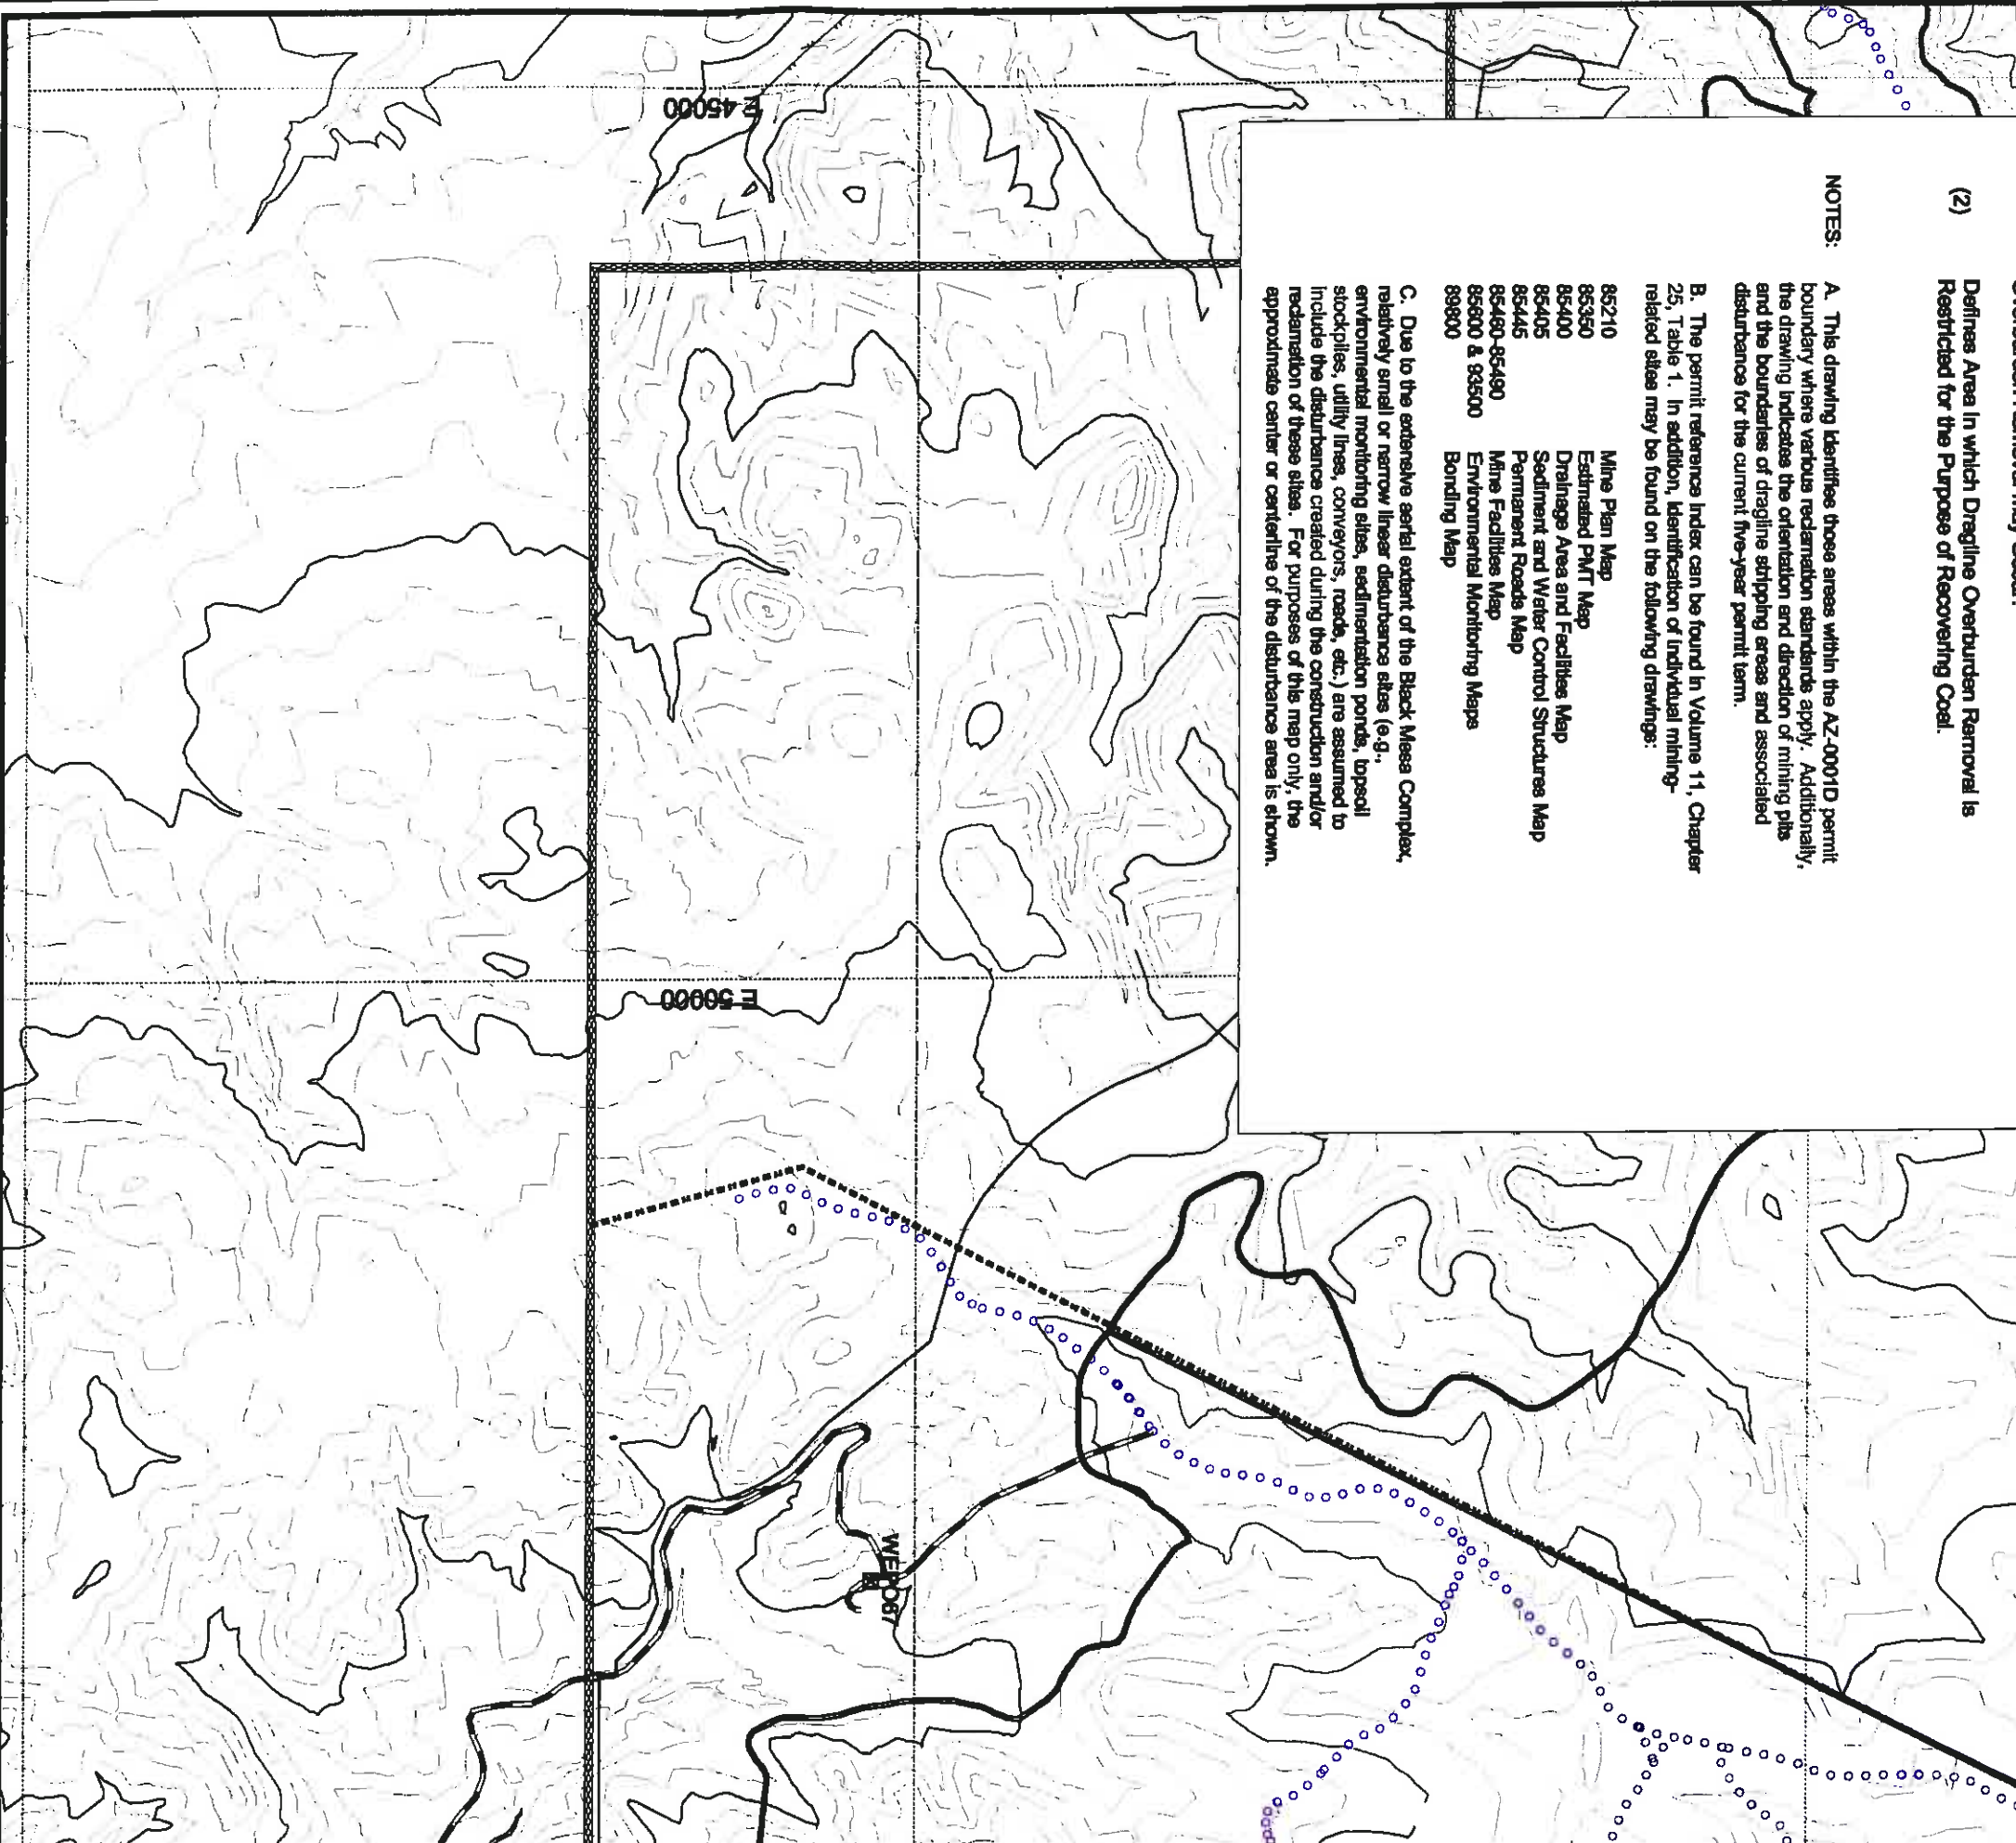 (2) Defines Area in which Dragline Overburden Removal is
Restricted for the Purpose of Recovering Coal.
NOTES: A. This drawing identifies those areas within the AZ-0001D permit
boundary where various reclamation standards apply. Additionally,
the drawing indicates the orientation and direction of mining pits
and the boundaries of dragline stripping areas and associated
disturbance for the current five-year permit term.
B. The permit reference index can be found in Volume 11, Chapter
25, Table 1. In addition, identification of individual mining-
related sites may be found on the following drawings:
85210 Mine Plan Map
85350 Estimated PMT Map
85400 Drainage Area and Facilities Map
85405 Sediment and Water Control Structures Map
85445 Permanent Roads Map
85460-85490 Mine Facilities Map
85600 & 93500 Environmental Monitoring Maps
89800 Bonding Map
C. Due to the extensive aerial extent of the Black Mesa Complex,
relatively small or narrow linear disturbance sites (e.g.,
environmental monitoring sites, sedimentation ponds, topsoil
stockpiles, utility lines, conveyors, roads, etc.) are assumed to
include the disturbance created during the construction and/or
reclamation of these sites. For purposes of this map only, the
approximate center or centerline of the disturbance area is shown.
E 45000
E 50000
WEPO67